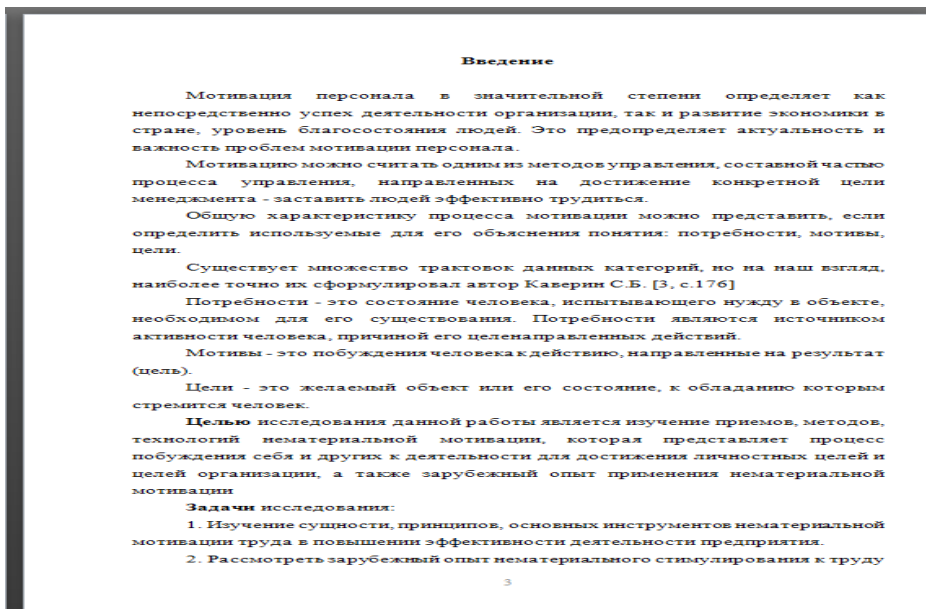 Введение
Мотивация персонала в значительной степени определяет как
непосредственно успех деятельности организации, так и развитие экономики в
стране, уровень благосостояния людей. Это предопределяет актуальность и
важность проблем мотивации персонала.
Мотивацию можно считать одним из методов управления, составной частью
процесса управления, направленных на достижение конкретной цели
менеджмента - заставить людей эффективно трудиться.
Общую характеристику процесса мотивации можно представить, если
определить используемые для его объяснения понятия: потребности, мотивы,
цели.
Существует множество трактовок данных категорий, но на наш взгляд,
наиболее точно их сформулировал автор Каверин С.Б. [3, с.176]
Потребности - это состояние человека, испытывающего нужду в объекте,
необходимом для его существования. Потребности являются источником
активности человека, причиной его целенаправленных действий.
Мотивы - это побуждения человека к действию, направленные на результат
(цель).
Цели - это желаемый объект или его состояние, к обладанию которым
стремится человек.
Целью исследования данной работы является изучение приемов, методов,
технологий нематериальной мотивации, которая представляет процесс
побуждения себя и других к деятельности для достижения личностных целей и
целей организации, а также зарубежный опыт применения нематериальной
мотивации
Задачи исследования:
1. Изучение сущности, принципов, основных инструментов нематериальной
мотивации труда в повышении эффективности деятельности предприятия.
2. Рассмотреть зарубежный опыт нематериального стимулирования к труду
3